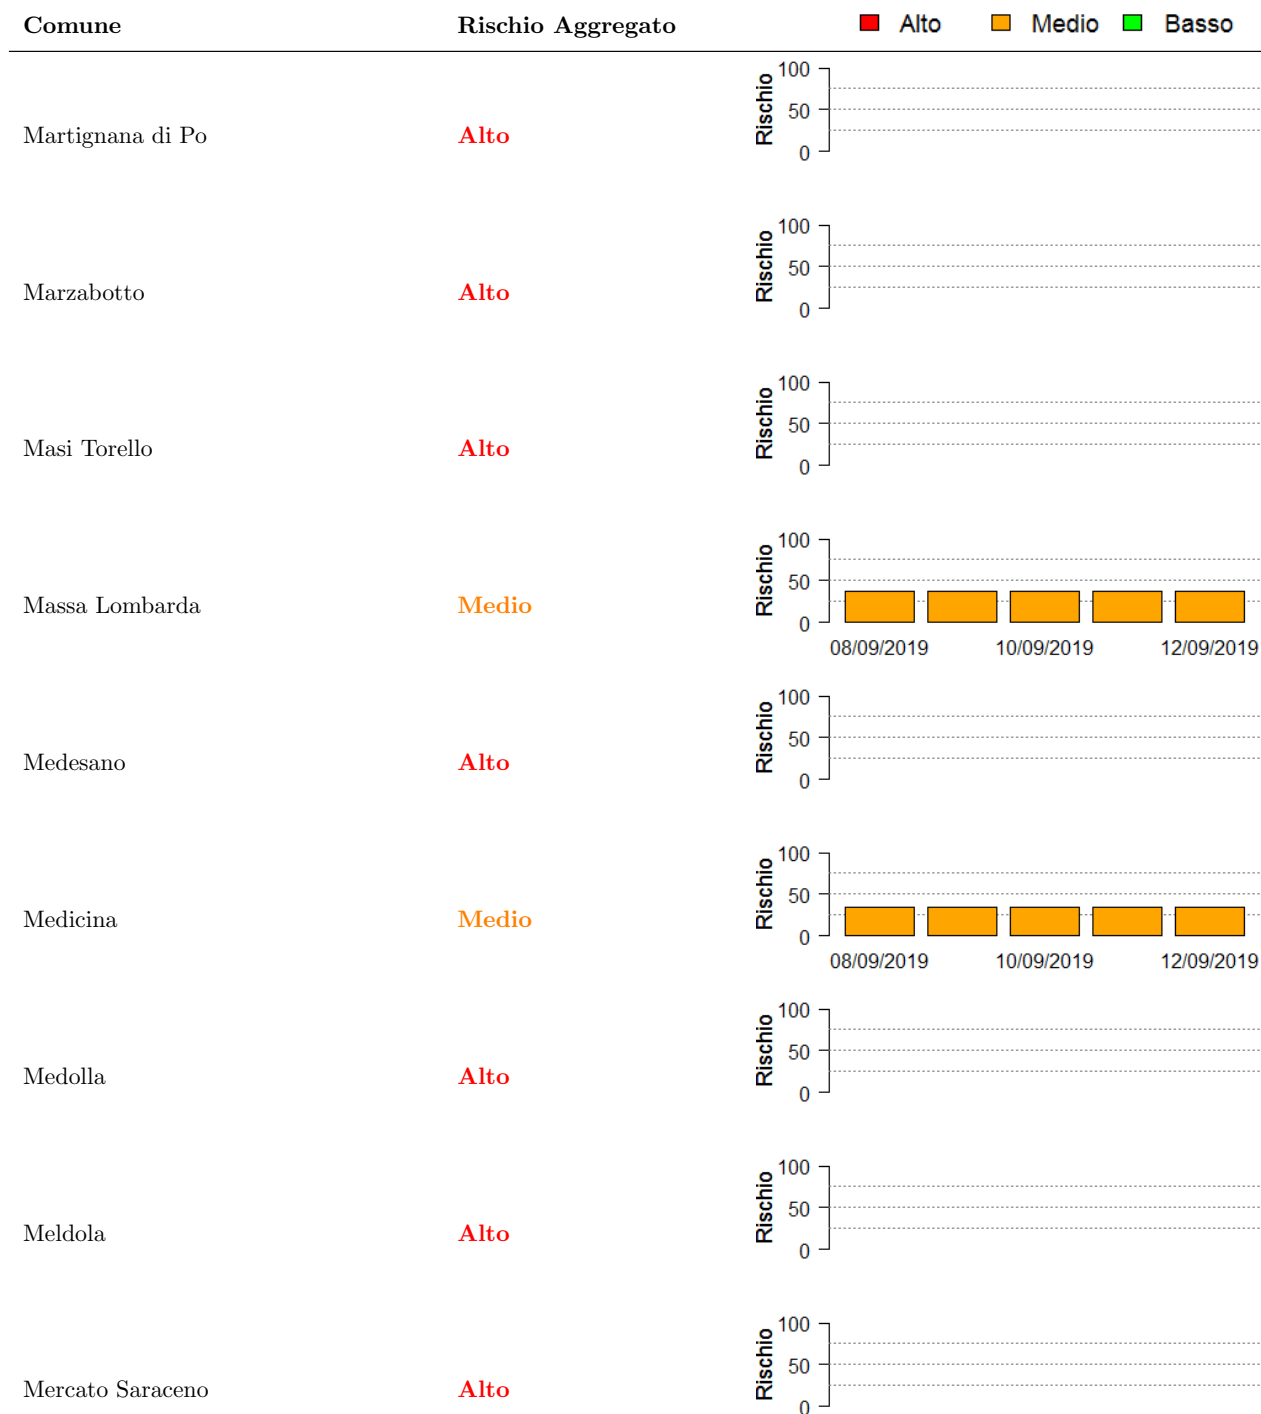 Comune Rischio Aggregato Alto Medio Basso
100
50
0
Rischio
Martignana di Po Alto
100
50
0
Rischio
Marzabotto Alto
100
50
0
Rischio
Masi Torello Alto
100
50
0
Rischio
Massa Lombarda Medio
08/09/2019 10/09/2019 12/09/2019
100
50
0
Rischio
Medesano Alto
100
50
0
Rischio
Medicina Medio
08/09/2019 10/09/2019 12/09/2019
100
50
0
Rischio
Medolla Alto
100
50
0
Rischio
Meldola Alto
100
50
0
Rischio
Mercato Saraceno Alto